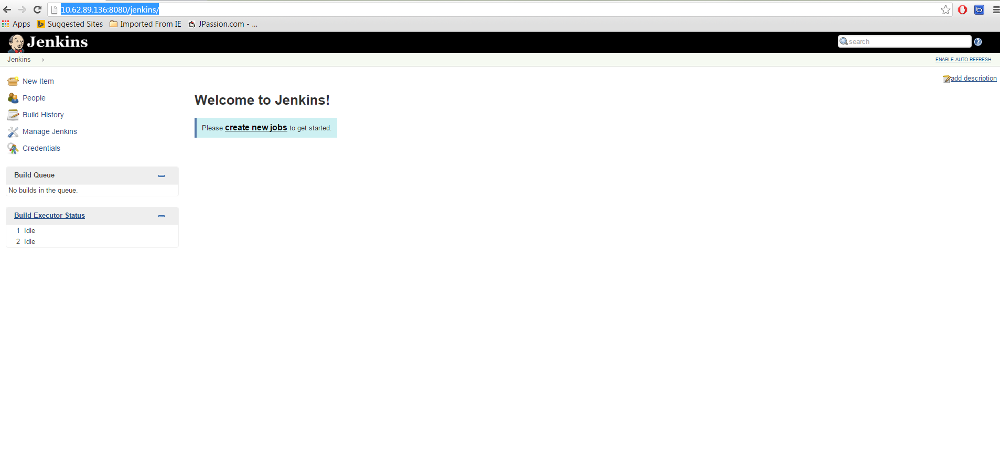 10.62.89.136:8080/jenkins/
Apps Suggested Sites Imported From IE JPassion.com - ...
Jenkins search
Jenkins ENABLE AUTO REFRESH
New Item
add description
People
Welcome to Jenkins!
Build History
Please create new jobs to get started.
Manage Jenkins
Credentials
Build Queue
No builds in the queue.
Build Executor Status
1 Idle
2 Idle